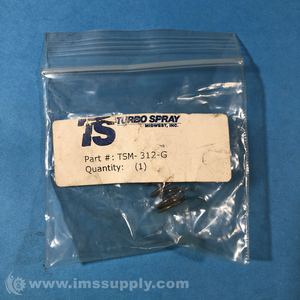 TS TURBO SPRAY
MIDWEST, INC.
Part #: TSM-312-G
Quantity: (1)
© www.imssupply.com ®